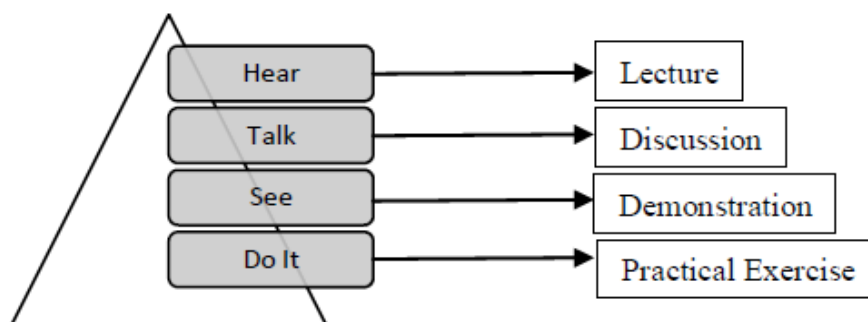 Hear
Lecture
Talk
Discussion
See
Demonstration
Do It
Practical Exercise